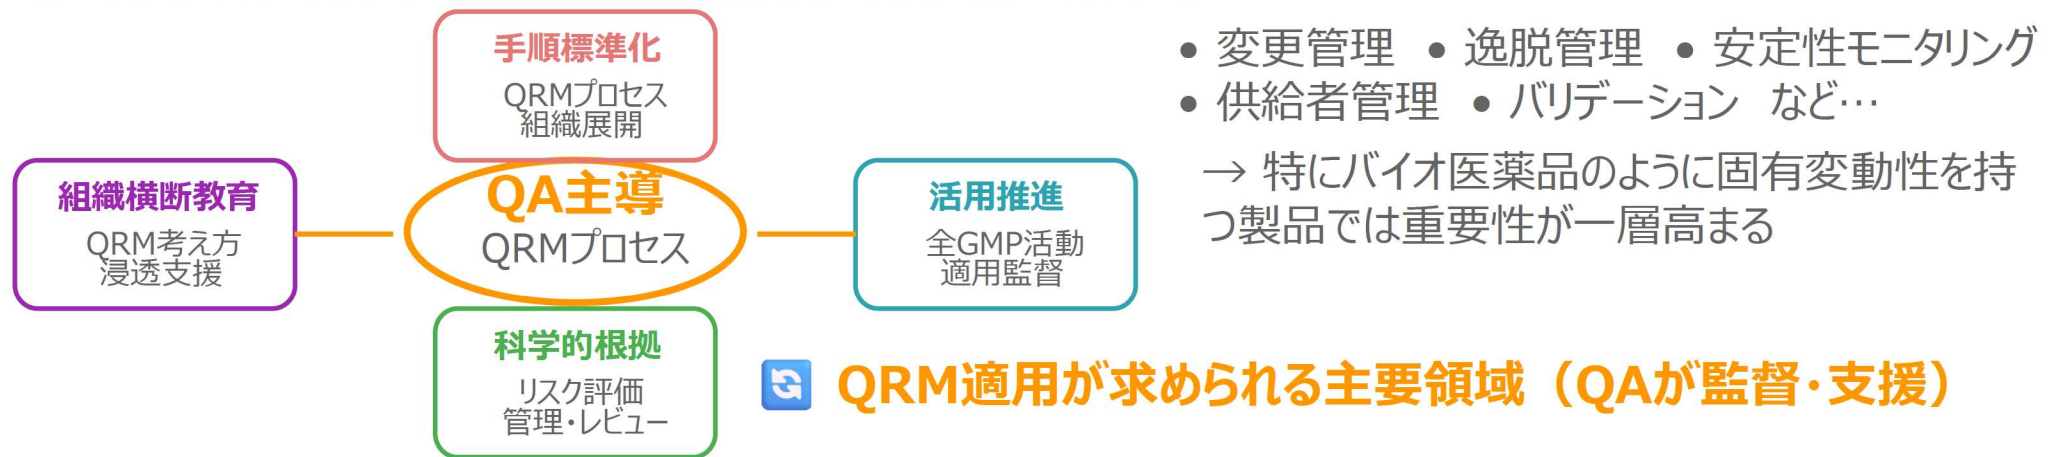 手順標準化
QRMプロセス
組織展開
組織横断教育
QRM考え方
浸透支援
QA主導
QRMプロセス
活用推進
全GMP活動
適用監督
科学的根拠
リスク評価
管理・レビュー
• 変更管理 • 逸脱管理 • 安定性モニタリング
• 供給者管理 • バリデーション など…
→ 特にバイオ医薬品のように固有変動性を持
つ製品では重要性が一層高まる
🔄 QRM適用が求められる主要領域（QAが監督・支援）